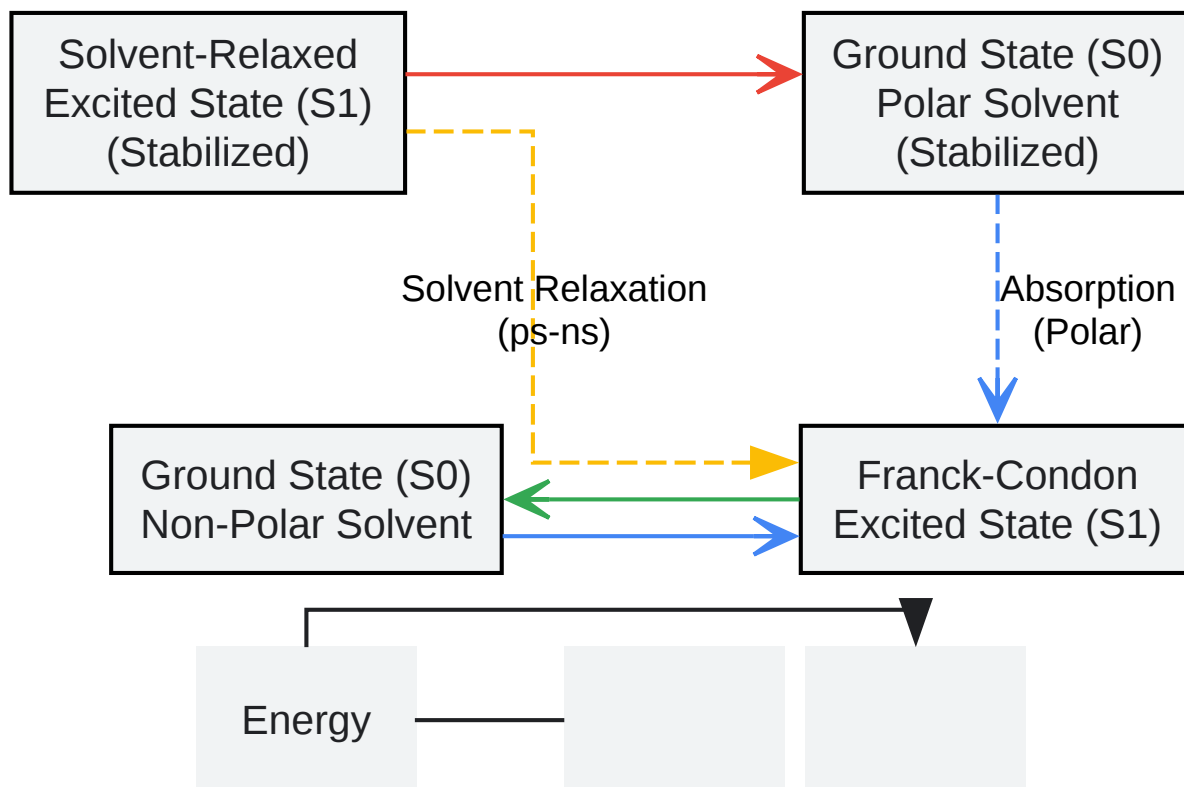 Solvent-Relaxed
Excited State (S1)
(Stabilized)
Ground State (S0)
Polar Solvent
(Stabilized)
Solvent Relaxation
(ps-ns)
Absorption
(Polar)
Ground State (S0)
Non-Polar Solvent
Franck-Condon
Excited State (S1)
Energy